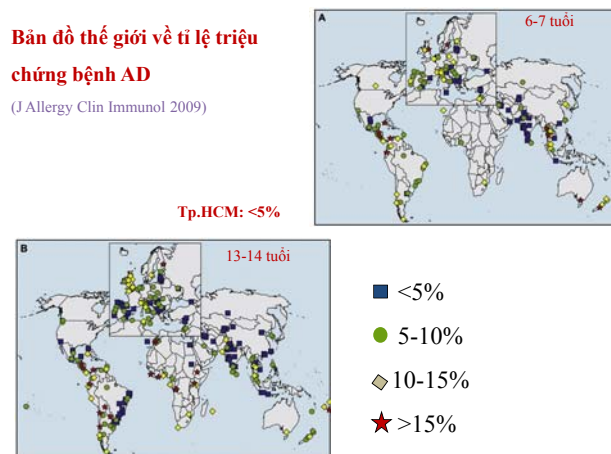 Bản đồ thế giới về tỉ lệ triệu
chứng bệnh AD
(J Allergy Clin Immunol 2009)
A
6-7 tuổi
Tp.HCM: <5%
B
13-14 tuổi
<5%
5-10%
10-15%
>15%